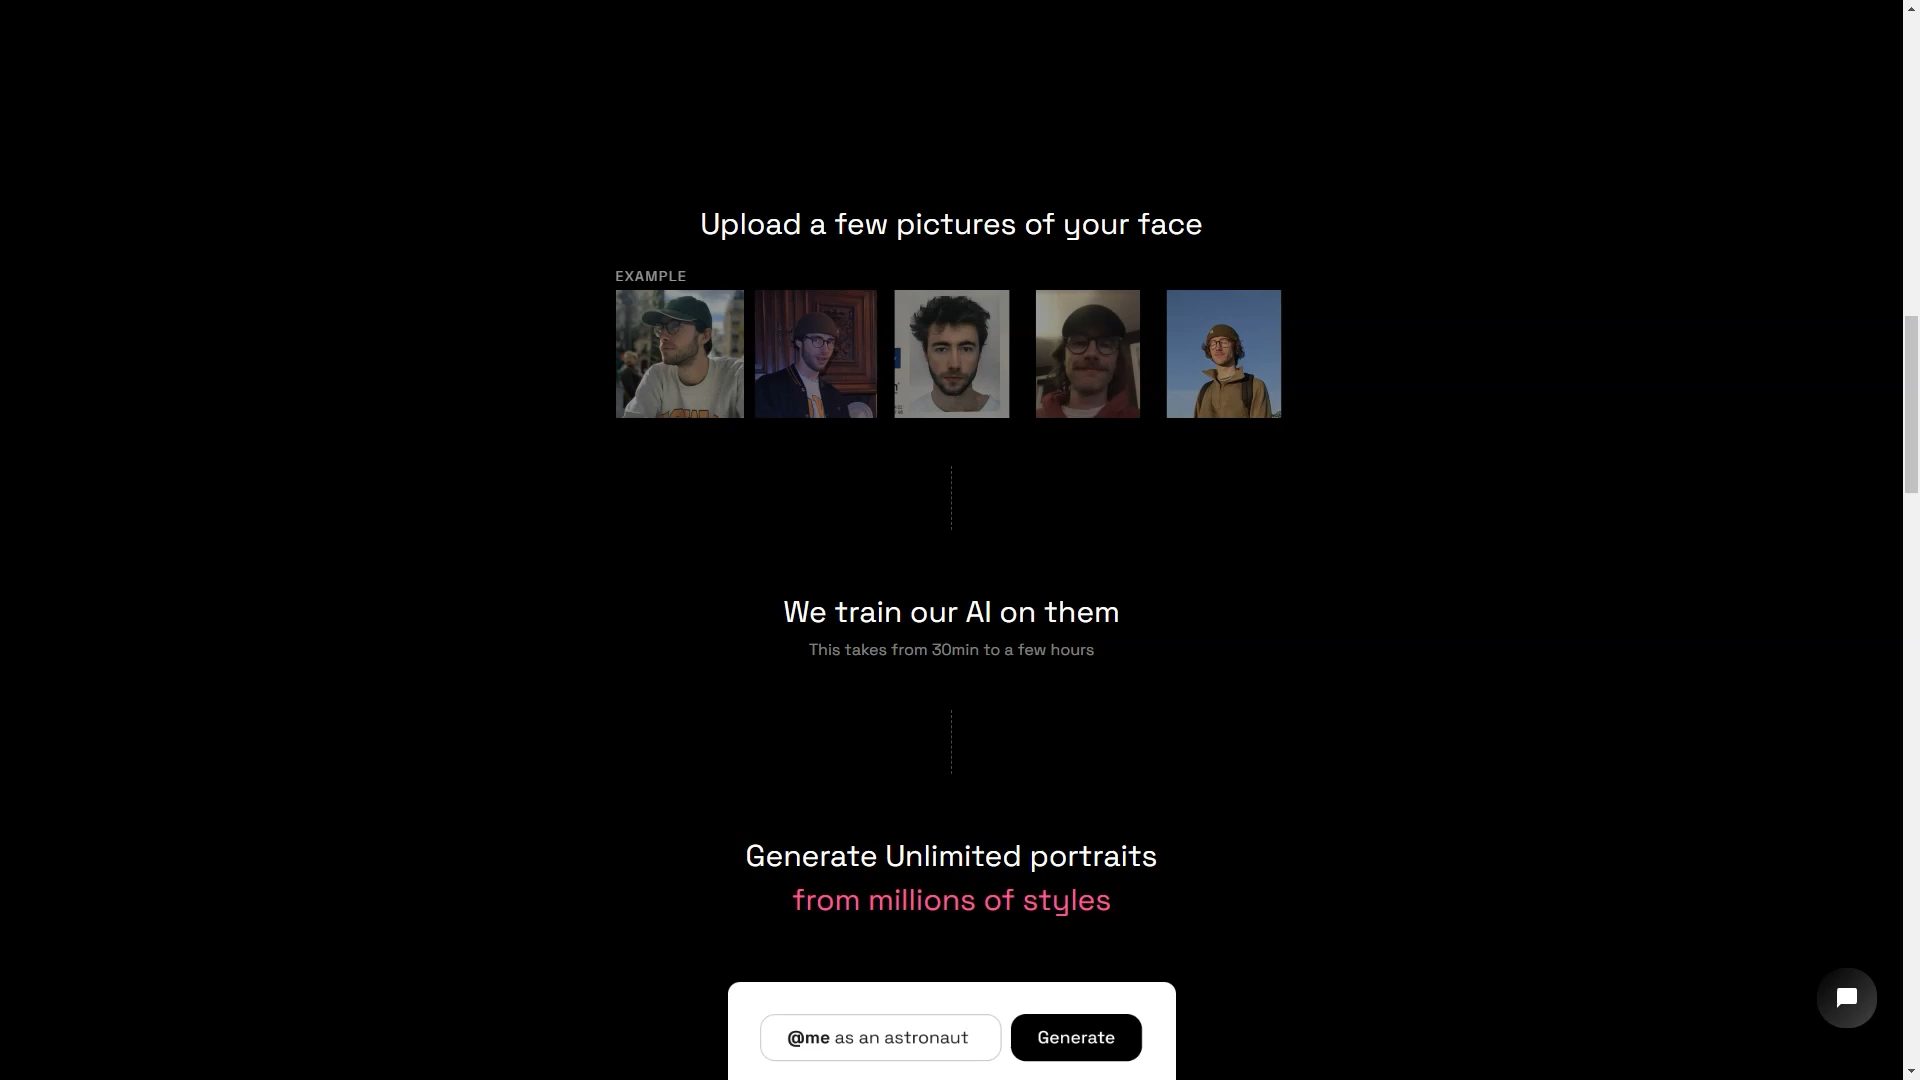 Upload a few pictures of your face
EXAMPLE
We train our AI on them
This takes from 30min to a few hours
Generate Unlimited portraits
from millions of styles
@me as an astronaut
Generate